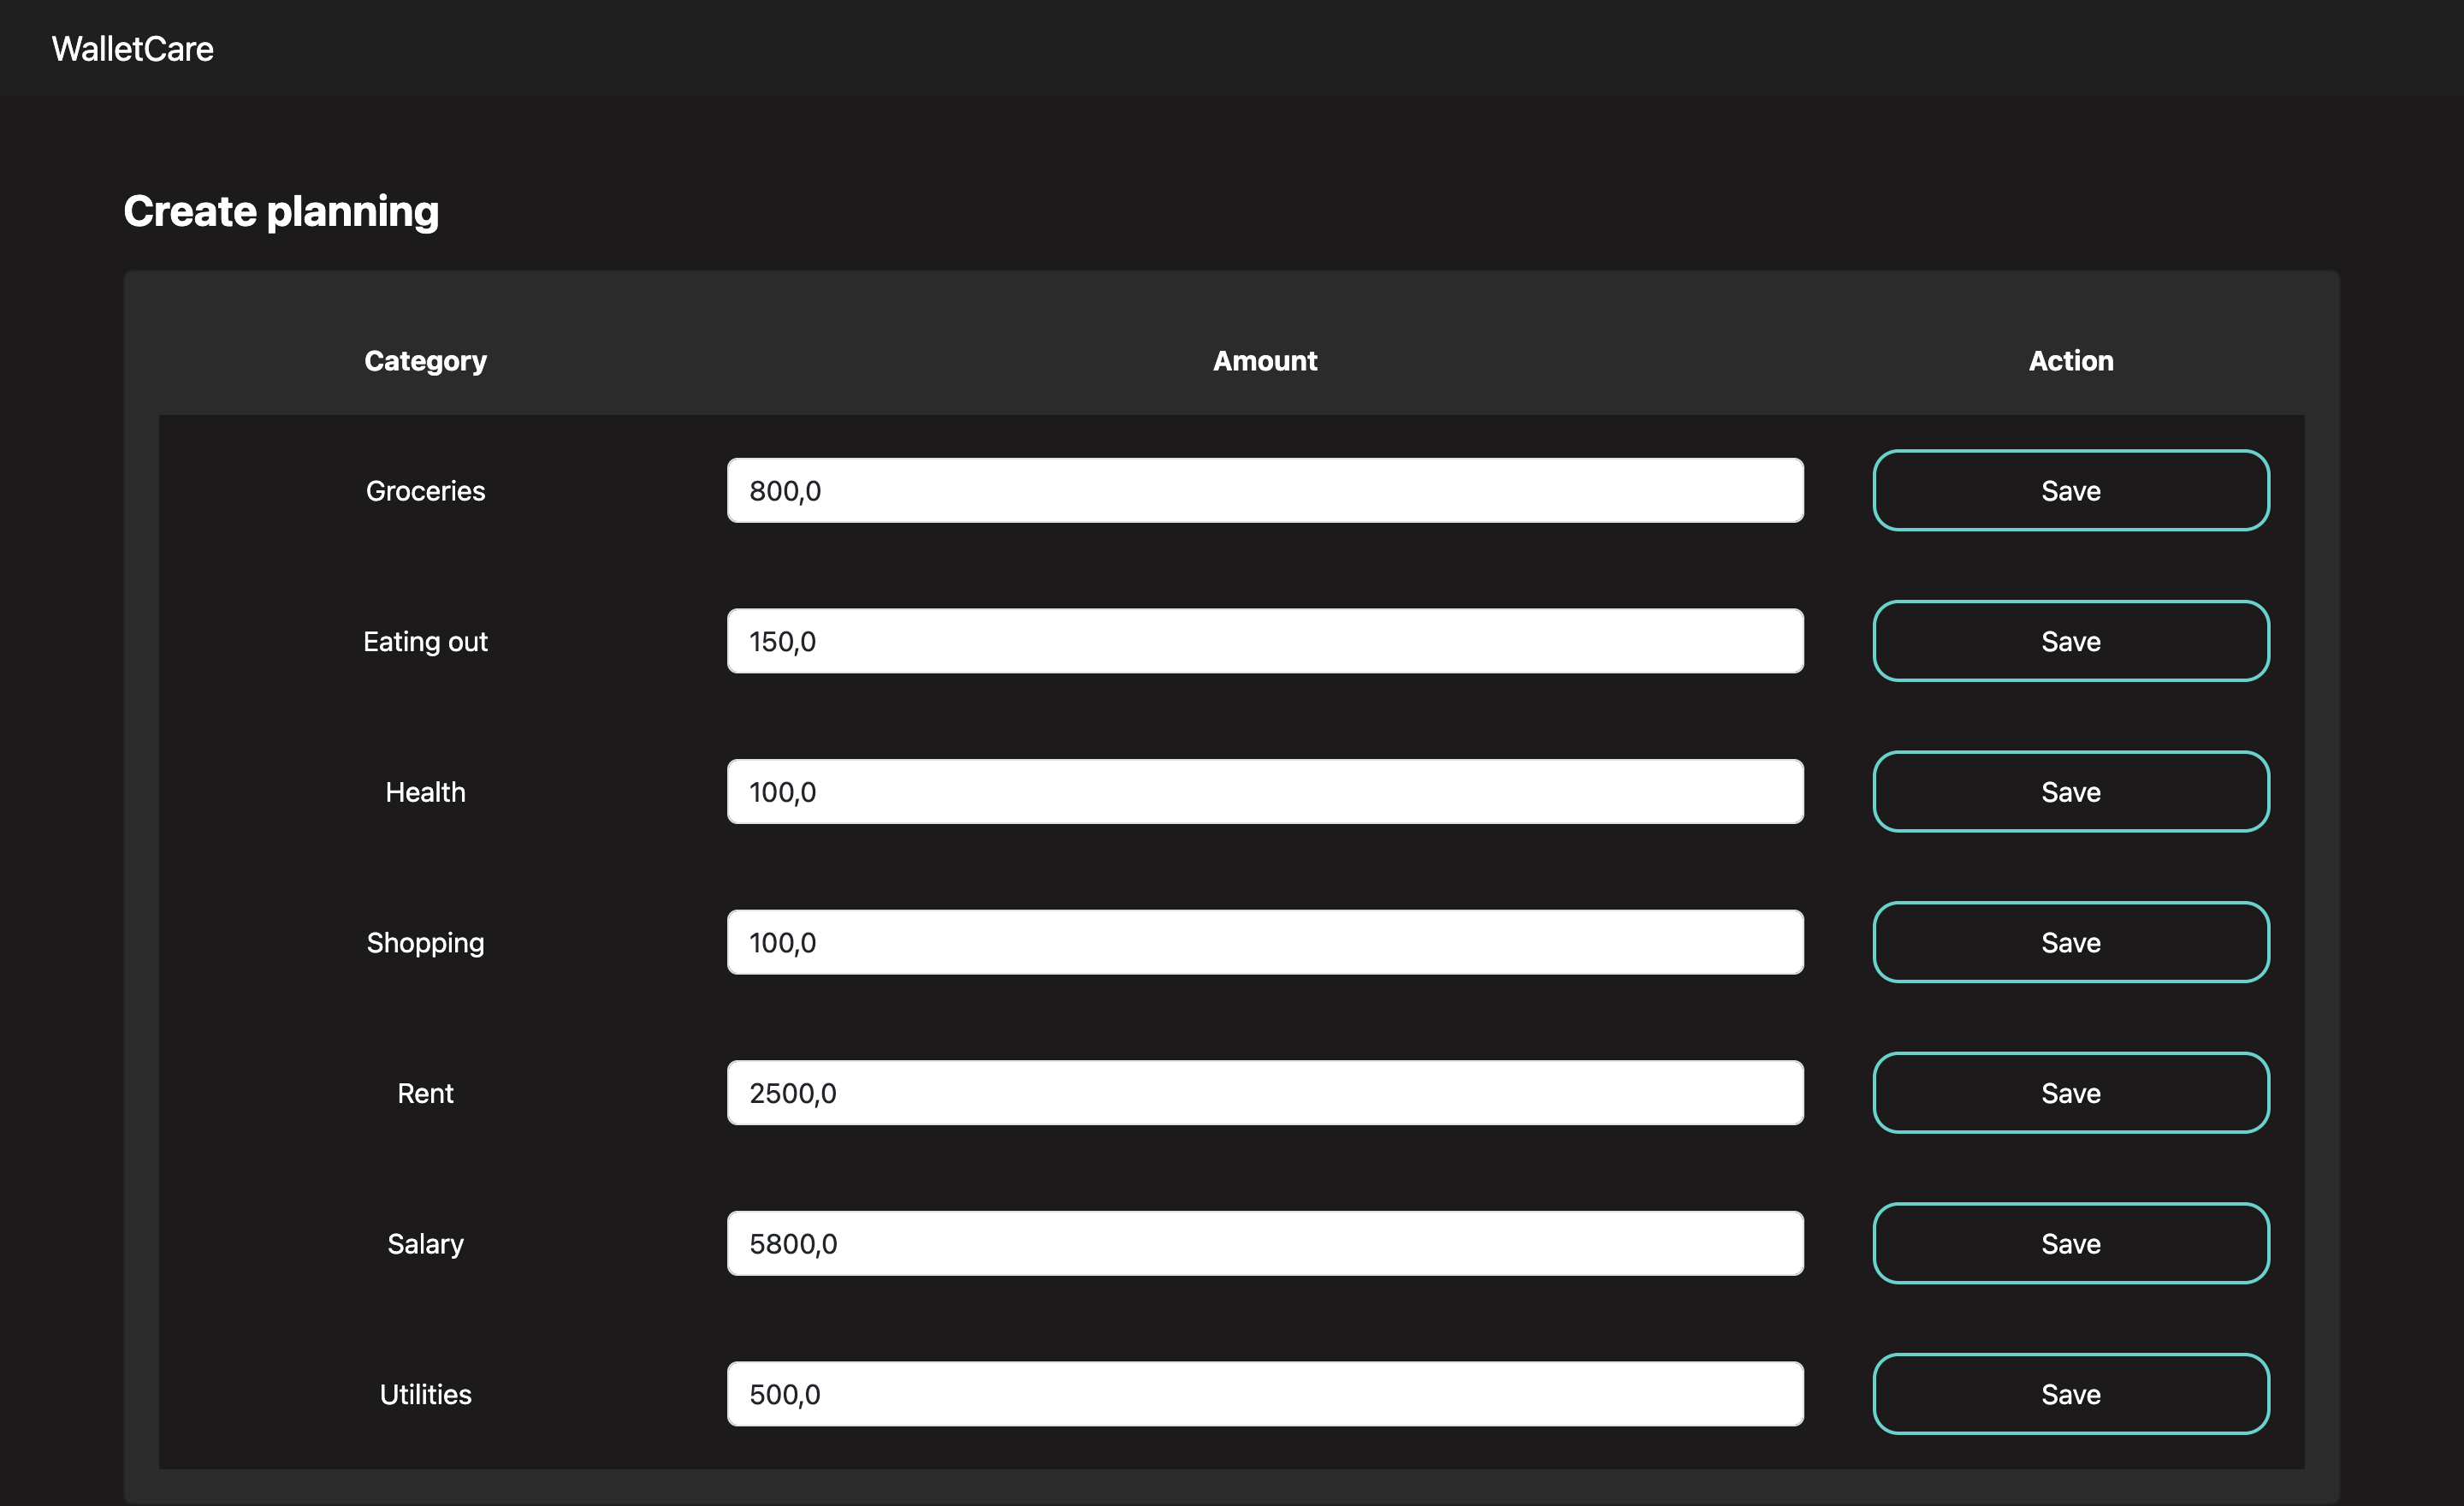 WalletCare
Create planning
Category Amount Action
Groceries 800,0 Save
Eating out 150,0 Save
Health 100,0 Save
Shopping 100,0 Save
Rent 2500,0 Save
Salary 5800,0 Save
Utilities 500,0 Save